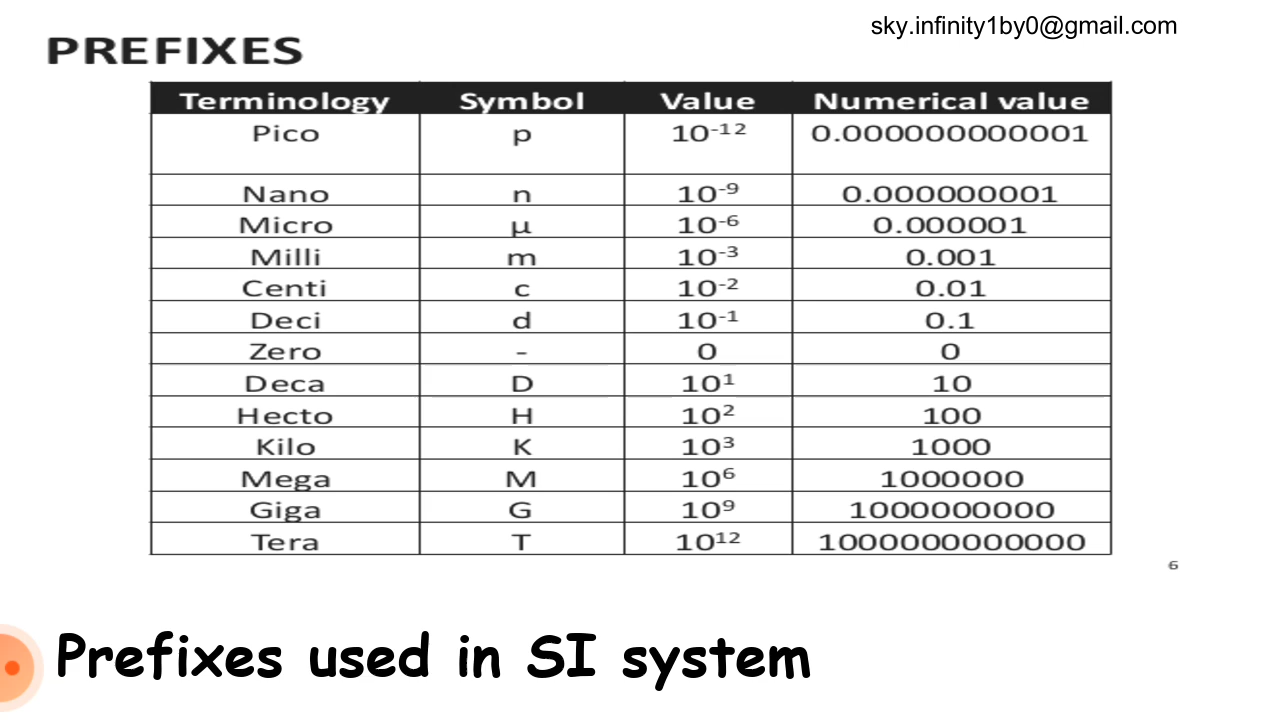 sky.infinity1by0@gmail.com
PREFIXES
Terminology Symbol Value Numerical value
Pico p 10⁻¹² 0.000000000001
Nano n 10⁻⁹ 0.000000001
Micro µ 10⁻⁶ 0.000001
Milli m 10⁻³ 0.001
Centi c 10⁻² 0.01
Deci d 10⁻¹ 0.1
Zero - 0 0
Deca D 10¹ 10
Hecto H 10² 100
Kilo K 10³ 1000
Mega M 10⁶ 1000000
Giga G 10⁹ 1000000000
Tera T 10¹² 1000000000000
6
Prefixes used in SI system